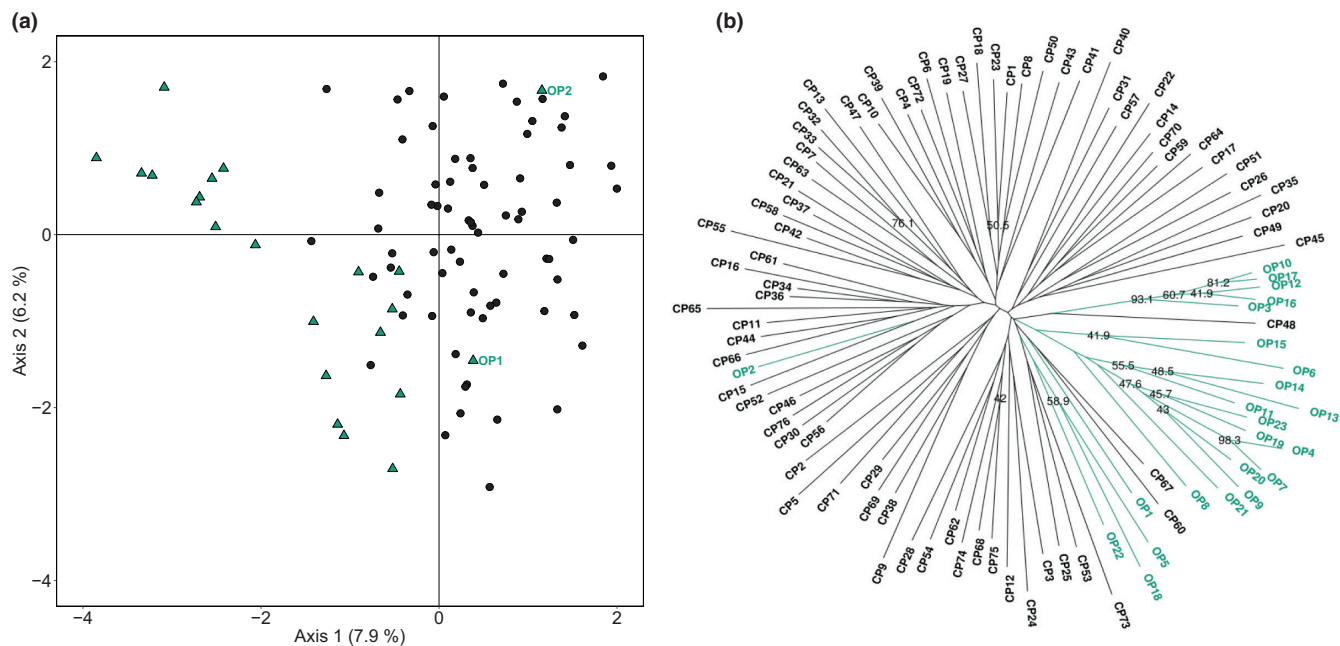 (a)
2
0
−2
−4
−4
−2
0
2
Axis 2 (6.2 %)
Axis 1 (7.9 %)
OP2
OP1
(b)
CP40
CP41
CP43
CP50
CP8
CP1
CP23
CP18
CP27
CP19
CP6
CP72
CP4
CP39
CP10
CP47
CP13
CP32
CP33
CP7
CP63
CP21
CP37
CP58
CP42
CP55
CP61
CP16
CP34
CP36
CP65
CP11
CP44
CP66
OP2
CP15
CP52
CP46
CP76
CP30
CP56
CP2
CP5
CP71
CP29
CP69
CP38
CP9
CP28
CP54
CP62
CP74
CP68
CP75
CP12
CP24
CP3
CP25
CP53
CP73
OP18
OP22
OP5
OP1
CP60
CP67
OP8
OP21
OP9
OP20
OP7
OP4
OP19
OP23
OP11
OP13
OP14
OP6
OP15
CP48
OP3
OP16
OP12
OP17
OP10
CP45
CP49
CP20
CP35
CP26
CP51
CP17
CP64
CP59
CP70
CP14
CP22
CP57
CP31
76.1
50.5
81.2
60.7
41.9
93.1
41.9
55.5
48.5
47.6
45.7
43
98.3
58.9
42